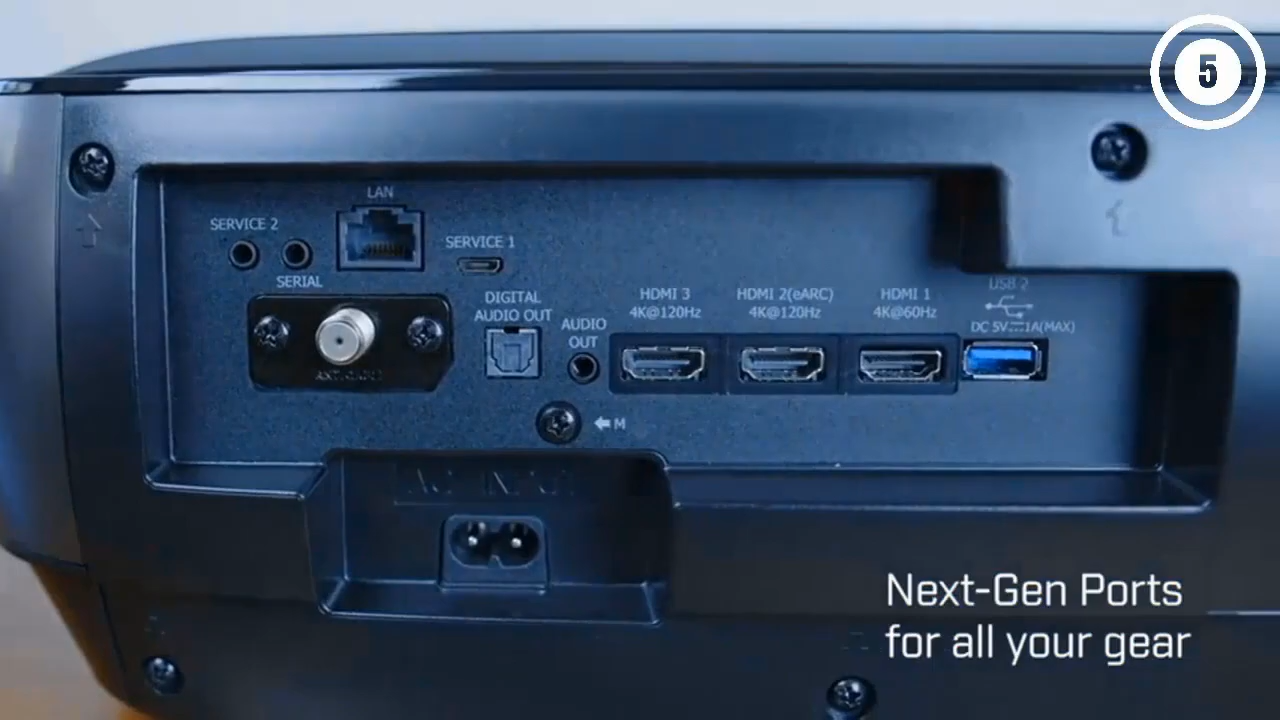 5
LAN
SERVICE 2
SERVICE 1
SERIAL
DIGITAL
AUDIO OUT
AUDIO
OUT
HDMI 3
4K@120Hz
HDMI 2(eARC)
4K@120Hz
HDMI 1
4K@60Hz
USB 2
DC 5V⎓1A(MAX)
M
AC INPUT
Next-Gen Ports
for all your gear